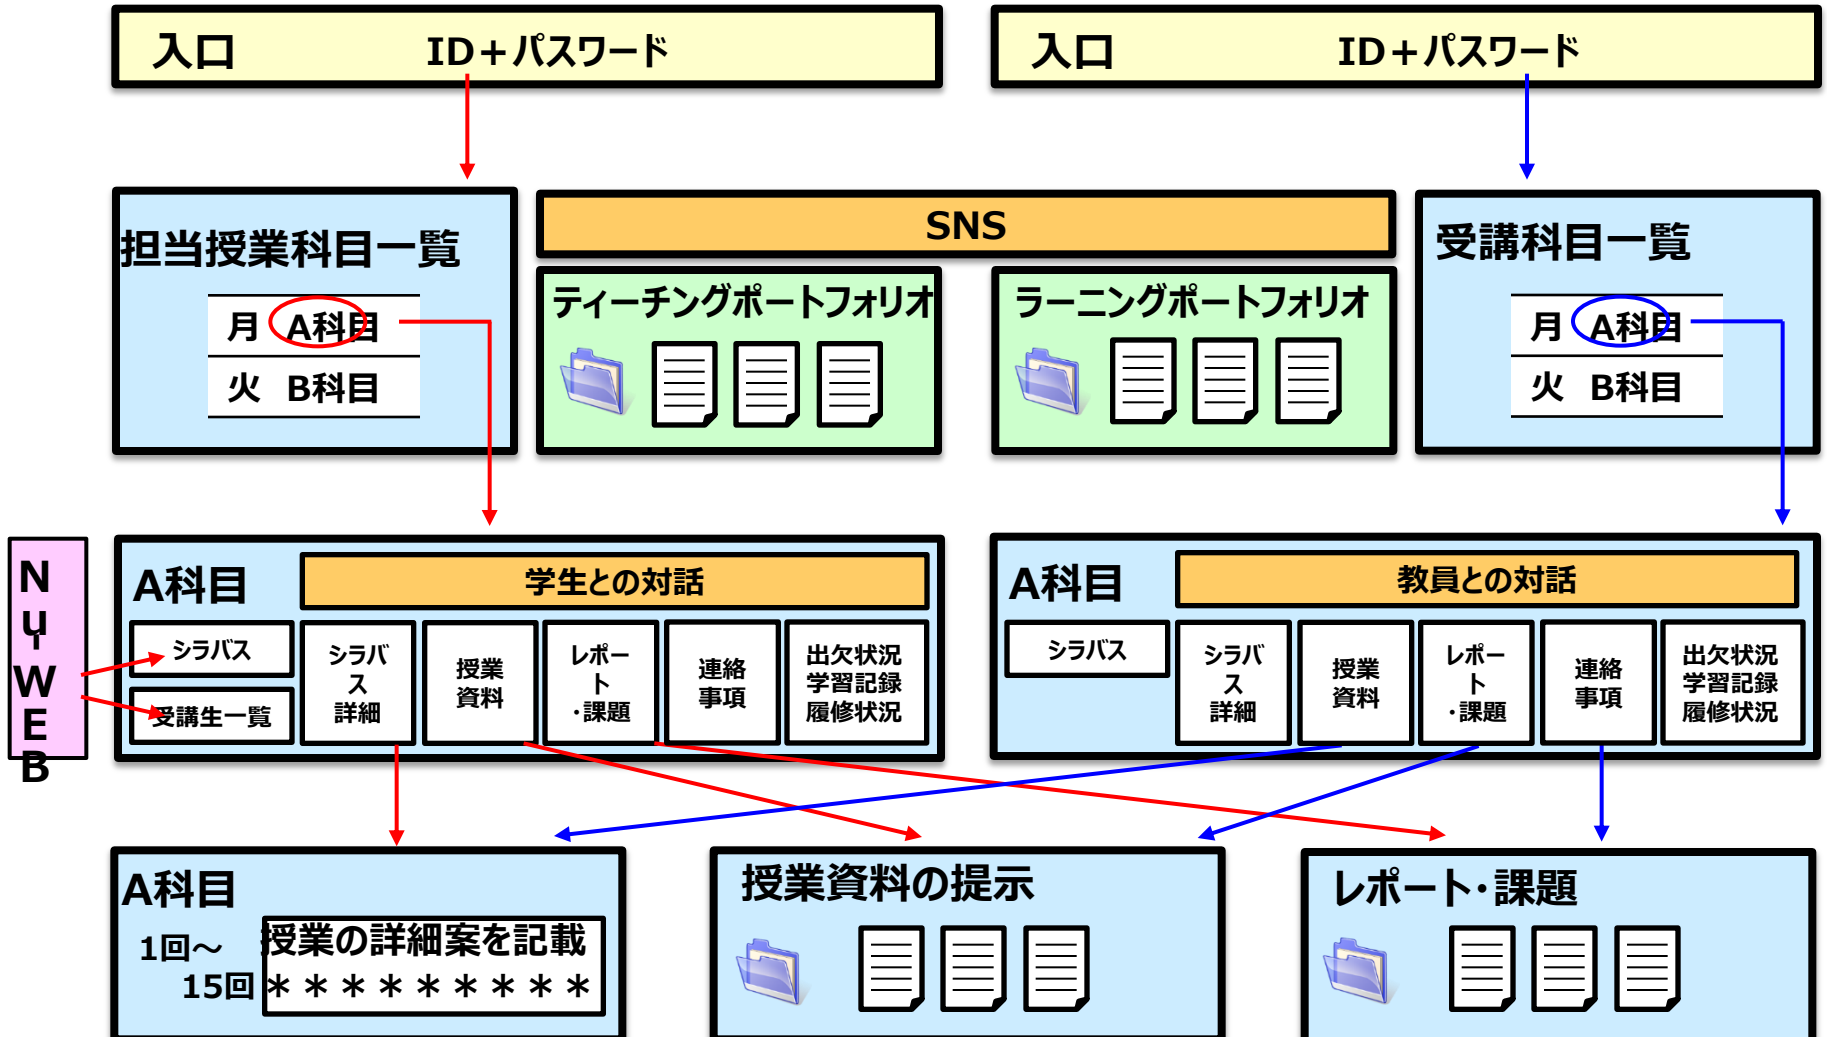 入口 ID+パスワード
入口 ID+パスワード
担当授業科目一覧
月 A科目
火 B科目
SNS
ティーチングポートフォリオ
ラーニングポートフォリオ
受講科目一覧
月 A科目
火 B科目
N
U
-
W
E
B
A科目
学生との対話
シラバス
受講生一覧
シラバ
ス
詳細
授業
資料
レポー
ト
・課題
連絡
事項
出欠状況
学習記録
履修状況
A科目
教員との対話
シラバス
シラバ
ス
詳細
授業
資料
レポー
ト
・課題
連絡
事項
出欠状況
学習記録
履修状況
A科目
1回～
15回
授業の詳細案を記載
＊＊＊＊＊＊＊＊＊
授業資料の提示
レポート・課題